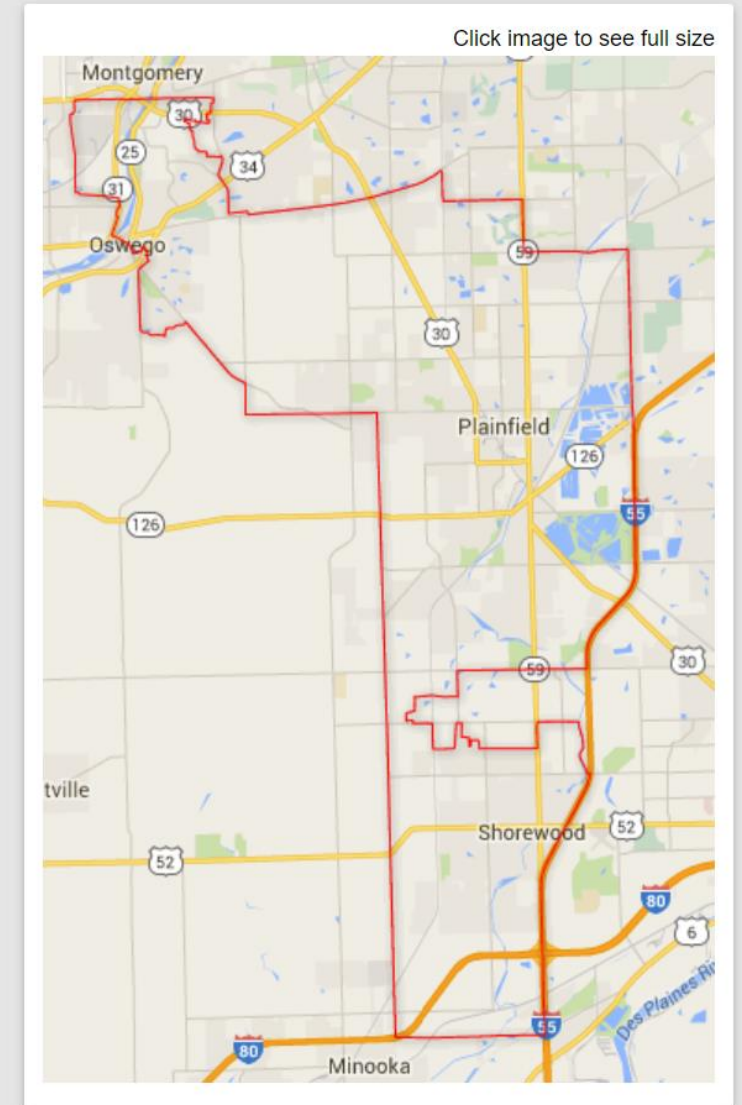 Click image to see full size
Montgomery
30
25
34
31
Oswego
59
30
Plainfield
126
55
126
59
30
tville
Shorewood
52
52
80
6
55
Des Plaines Ri
80
Minooka